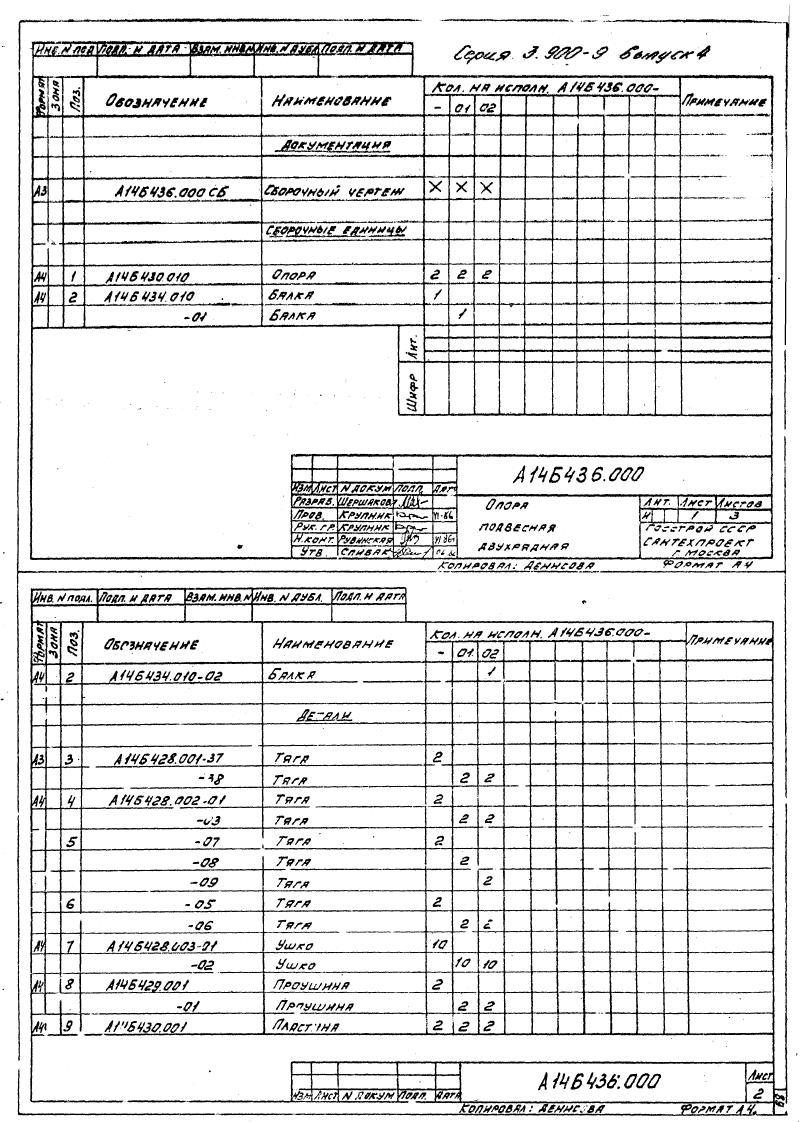 Инв. N под. Подп. и дата Взам. инв. N Инв. N дубл. Подп. и дата
Серия 3.900-9 Выпуск 4
Формат Зона Поз. Обозначение Наименование Кол. на исполн. А14Б436.000- Примечание
- 01 02
Документация
А3 А14Б436.000 СБ Сборочный чертеж X X X
Сборочные единицы
А4 1 А14Б430.010 Опора 2 2 2
А4 2 А14Б434.010 Балка 1
-01 Балка 1
Лит.
Шифр
А14Б436.000
Изм Лист N докум Подп. Дата
Разраб. Шершакова
Пров. Крупник VI-86
Рук. гр. Крупник
Н.конт. Рувинская VI 86г
Утв. Спивак
Опора
подвесная
двухрядная
Лит. Лист Листов
И 1 3
Госстрой СССР
Сантехпроект
г. Москва
Копировал: Денисова Формат А4
Инв. N подл. Подп. и дата Взам. инв. N Инв. N дубл. Подп. и дата
Формат Зона Поз. Обозначение Наименование Кол. на исполн. А14Б436.000- Примечание
- 01 02
А4 2 А14Б434.010-02 Балка 1
Детали
А3 3 А14Б428.001-37 Тяга 2
-38 Тяга 2 2
А4 4 А14Б428.002-01 Тяга 2
-03 Тяга 2 2
5 -07 Тяга 2
-08 Тяга 2
-09 Тяга 2
6 -05 Тяга 2
-06 Тяга 2 2
А4 7 А14Б428.003-01 Ушко 10
-02 Ушко 10 10
А4 8 А14Б429.001 Проушина 2
-01 Проушина 2 2
А4 9 А14Б430.001 Пластина 2 2 2
А14Б436.000
Лист
2
Изм Лист N докум Подп. Дата
Копировал: Денисова Формат А4.